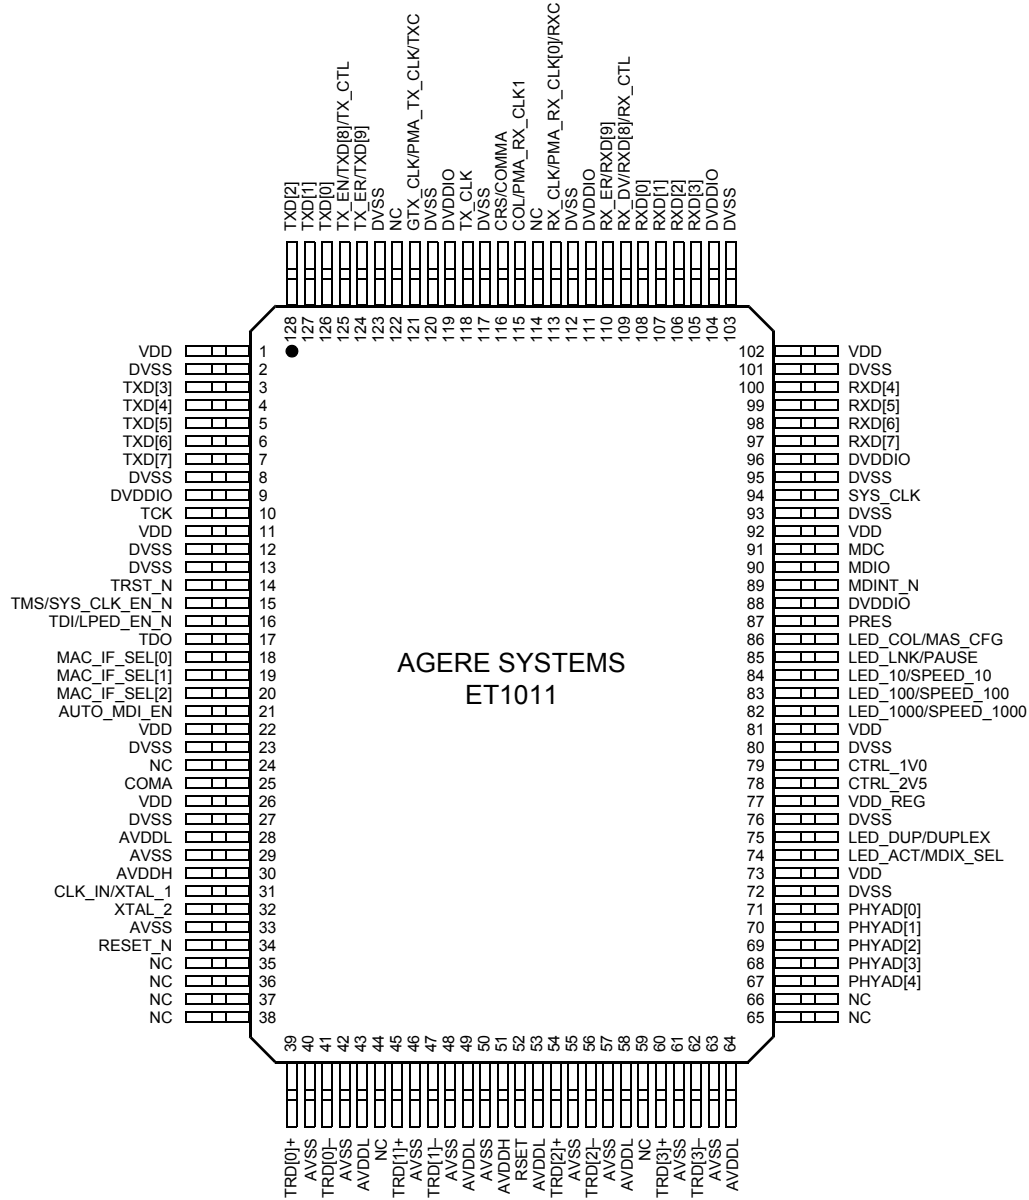 TXD[2]
TXD[1]
TXD[0]
TX_EN/TXD[8]/TX_CTL
TX_ER/TXD[9]
DVSS
NC
GTX_CLK/PMA_TX_CLK/TXC
DVSS
DVDDIO
TX_CLK
DVSS
CRS/COMMA
COL/PMA_RX_CLK1
NC
RX_CLK/PMA_RX_CLK[0]/RXC
DVSS
DVDDIO
RX_ER/RXD[9]
RX_DV/RXD[8]/RX_CTL
RXD[0]
RXD[1]
RXD[2]
RXD[3]
DVDDIO
DVSS
128 127 126 125 124 123 122 121 120 119 118 117 116 115 114 113 112 111 110 109 108 107 106 105 104 103
VDD 1 102 VDD
DVSS 2 101 DVSS
TXD[3] 3 100 RXD[4]
TXD[4] 4 99 RXD[5]
TXD[5] 5 98 RXD[6]
TXD[6] 6 97 RXD[7]
TXD[7] 7 96 DVDDIO
DVSS 8 95 DVSS
DVDDIO 9 94 SYS_CLK
TCK 10 93 DVSS
VDD 11 92 VDD
DVSS 12 91 MDC
DVSS 13 90 MDIO
TRST_N 14 89 MDINT_N
TMS/SYS_CLK_EN_N 15 88 DVDDIO
TDI/LPED_EN_N 16 87 PRES
TDO 17 86 LED_COL/MAS_CFG
MAC_IF_SEL[0] 18 85 LED_LNK/PAUSE
MAC_IF_SEL[1] 19 84 LED_10/SPEED_10
MAC_IF_SEL[2] 20 83 LED_100/SPEED_100
AUTO_MDI_EN 21 82 LED_1000/SPEED_1000
VDD 22 81 VDD
DVSS 23 80 DVSS
NC 24 79 CTRL_1V0
COMA 25 78 CTRL_2V5
VDD 26 77 VDD_REG
DVSS 27 76 DVSS
AVDDL 28 75 LED_DUP/DUPLEX
AVSS 29 74 LED_ACT/MDIX_SEL
AVDDH 30 73 VDD
CLK_IN/XTAL_1 31 72 DVSS
XTAL_2 32 71 PHYAD[0]
AVSS 33 70 PHYAD[1]
RESET_N 34 69 PHYAD[2]
NC 35 68 PHYAD[3]
NC 36 67 PHYAD[4]
NC 37 66 NC
NC 38 65 NC
AGERE SYSTEMS
ET1011
39 40 41 42 43 44 45 46 47 48 49 50 51 52 53 54 55 56 57 58 59 60 61 62 63 64
TRD[0]+
AVSS
TRD[0]–
AVSS
AVDDL
NC
TRD[1]+
AVSS
TRD[1]–
AVSS
AVDDL
AVSS
AVDDH
RSET
AVDDL
TRD[2]+
AVSS
TRD[2]–
AVSS
AVDDL
NC
TRD[3]+
AVSS
TRD[3]–
AVSS
AVDDL